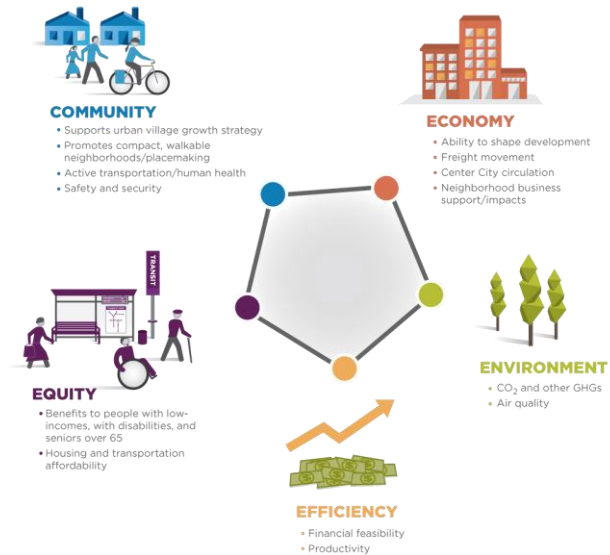 COMMUNITY
• Supports urban village growth strategy
• Promotes compact, walkable
neighborhoods/placemaking
• Active transportation/human health
• Safety and security
ECONOMY
• Ability to shape development
• Freight movement
• Center City circulation
• Neighborhood business
support/impacts
TRANSIT
EQUITY
• Benefits to people with low-
incomes, with disabilities, and
seniors over 65
• Housing and transportation
affordability
ENVIRONMENT
• CO2 and other GHGs
• Air quality
EFFICIENCY
• Financial feasibility
• Productivity